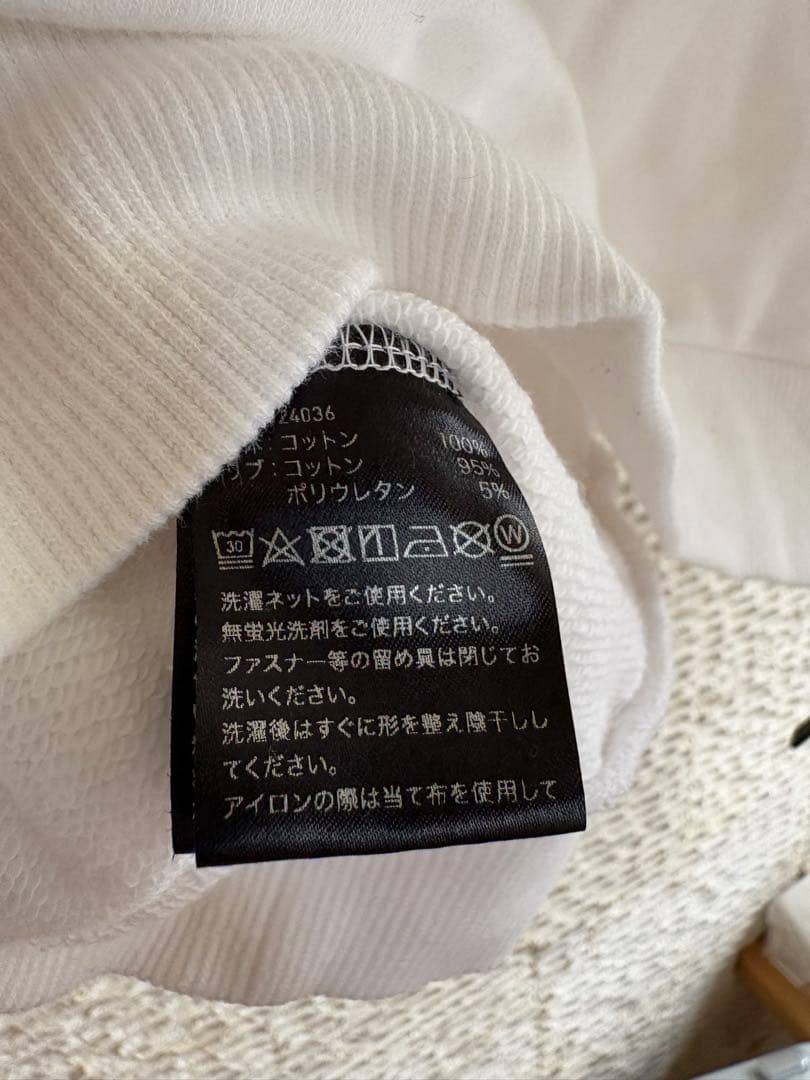 24036
：コットン 100%
リブ：コットン 95%
ポリウレタン 5%
30 W
洗濯ネットをご使用ください。
無蛍光洗剤をご使用ください。
ファスナー等の留め具は閉じてお
洗いください。
洗濯後はすぐに形を整え陰干しし
てください。
アイロンの際は当て布を使用して